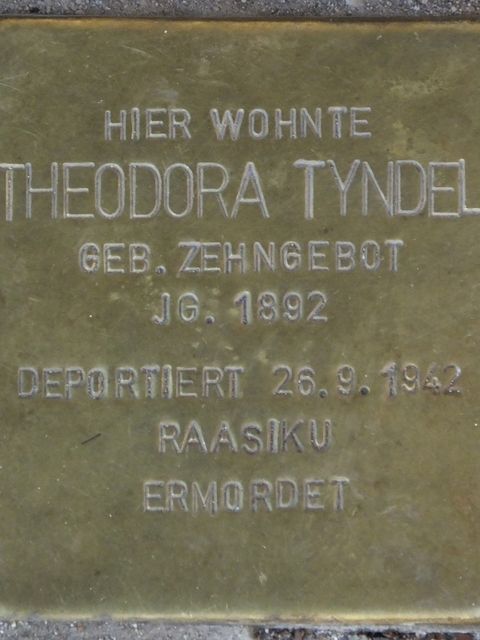 HIER WOHNTE
THEODORA TYNDEL
GEB. ZEHNGEBOT
JG. 1892
DEPORTIERT 26.9.1942
RAASIKU
ERMORDET